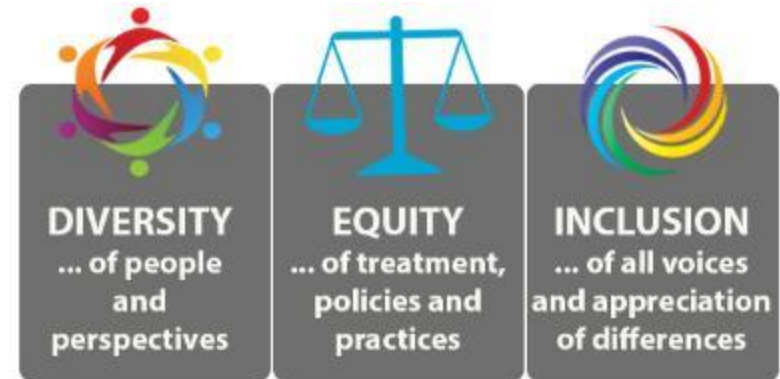 DIVERSITY
... of people
and
perspectives
EQUITY
... of treatment,
policies and
practices
INCLUSION
... of all voices
and appreciation
of differences